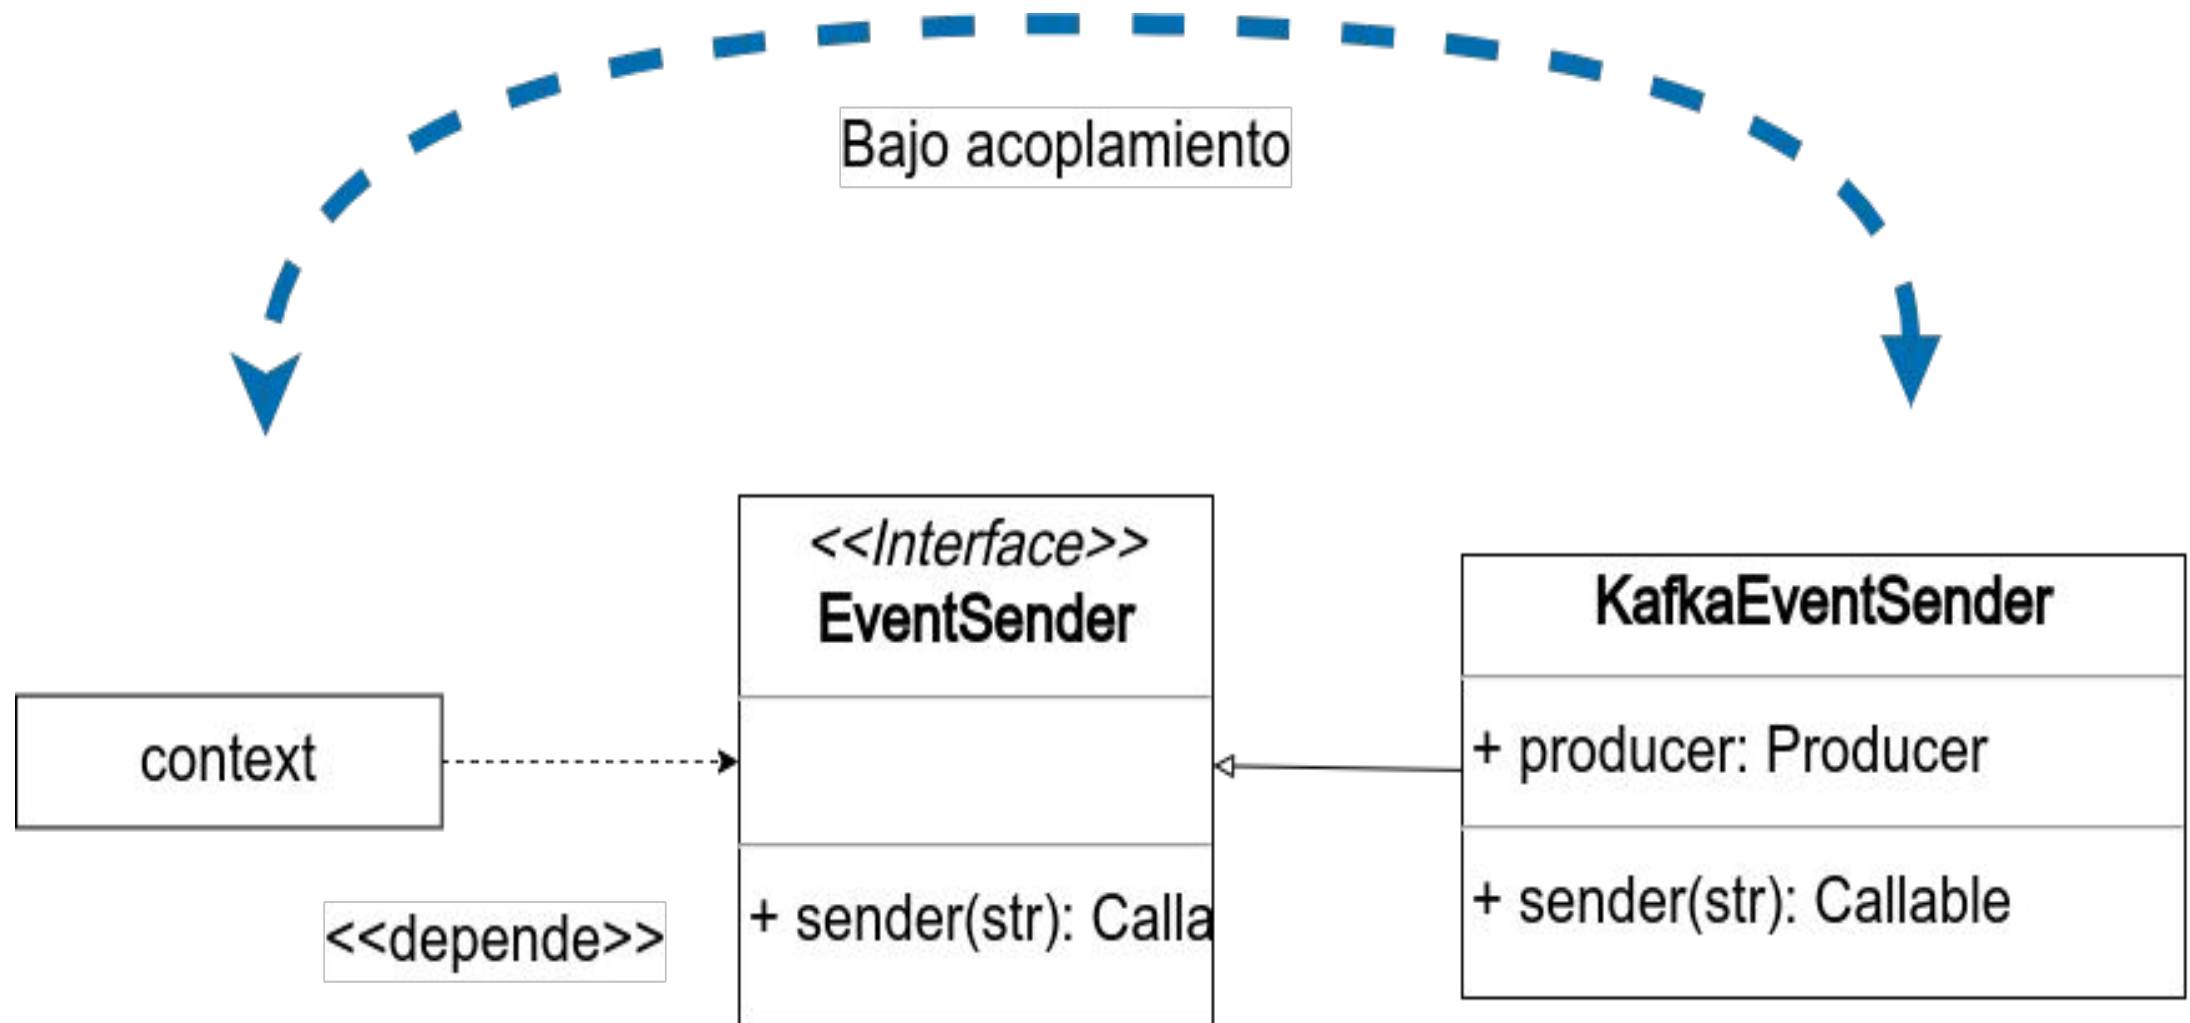 Bajo acoplamiento
<<Interface>>
EventSender
KafkaEventSender
context
+ producer: Producer
+ sender(str): Calla
+ sender(str): Callable
<<depende>>